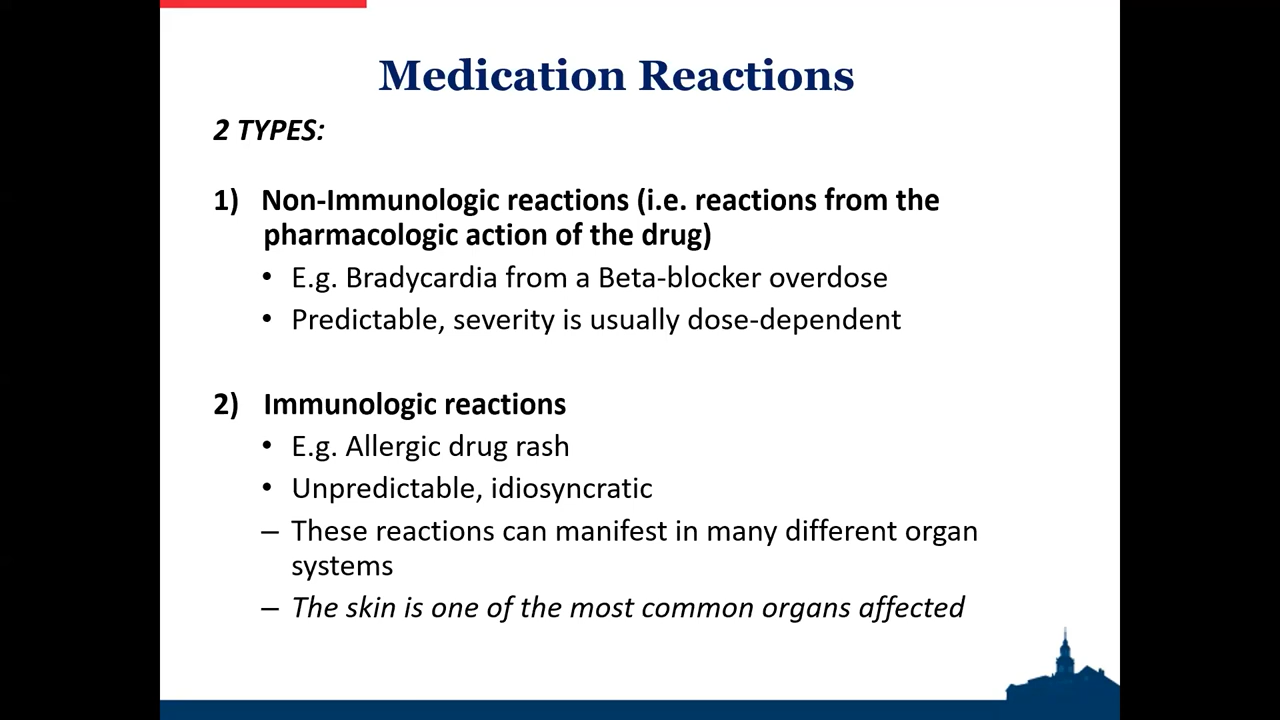 Medication Reactions
2 TYPES:
1) Non-Immunologic reactions (i.e. reactions from the
pharmacologic action of the drug)
• E.g. Bradycardia from a Beta-blocker overdose
• Predictable, severity is usually dose-dependent
2) Immunologic reactions
• E.g. Allergic drug rash
• Unpredictable, idiosyncratic
– These reactions can manifest in many different organ
systems
– The skin is one of the most common organs affected